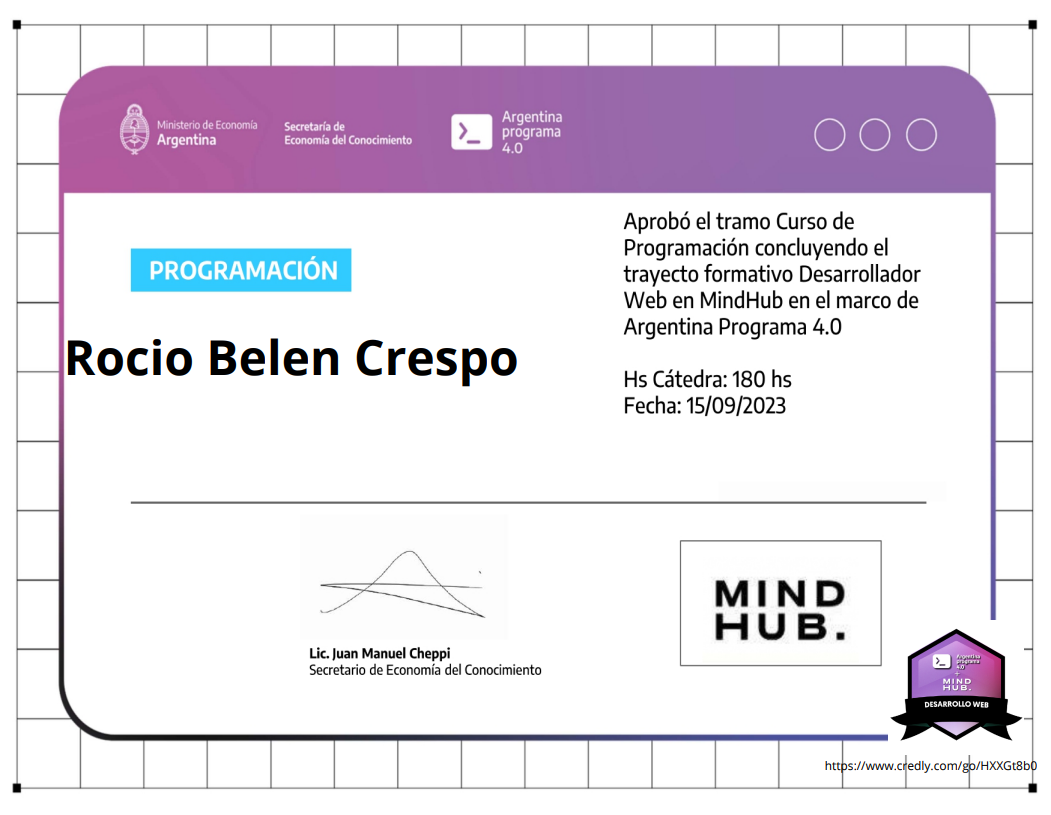 Ministerio de Economía
Argentina
Secretaría de
Economía del Conocimiento
Argentina
programa
4.0
PROGRAMACIÓN
Rocio Belen Crespo
Aprobó el tramo Curso de
Programación concluyendo el
trayecto formativo Desarrollador
Web en MindHub en el marco de
Argentina Programa 4.0
Hs Cátedra: 180 hs
Fecha: 15/09/2023
Lic. Juan Manuel Cheppi
Secretario de Economía del Conocimiento
MIND
HUB.
Argentina
programa
4.0
+
MIND
HUB.
DESARROLLO WEB
https://www.credly.com/go/HXXGt8b0